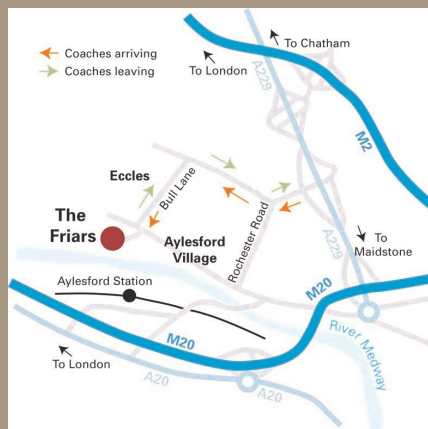 To Chatham
Coaches arriving
To London
Coaches leaving
A229
M2
Eccles
Bull Lane
The
Friars
Aylesford
Village
Rochester Road
A229
To
Maidstone
Aylesford Station
M20
M20
River Medway
To London
A20
A20